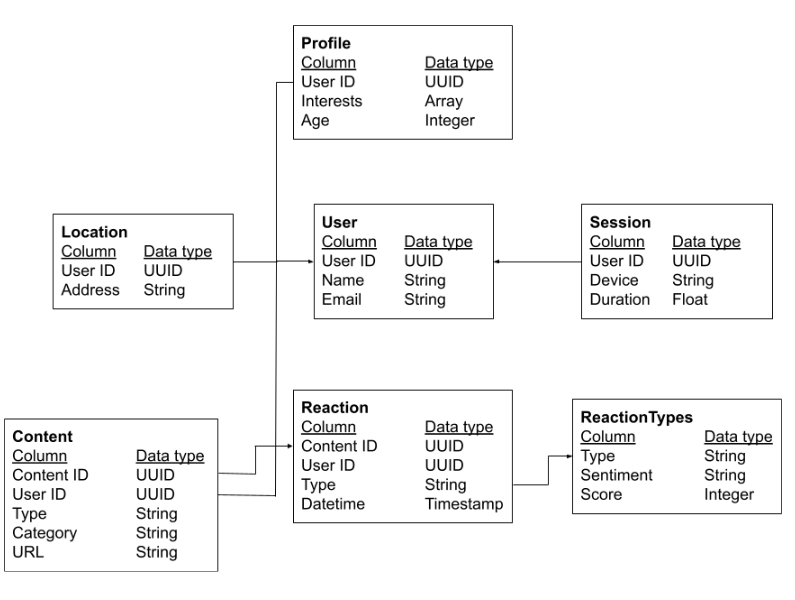 Profile
Column Data type
User ID UUID
Interests Array
Age Integer
Location
Column Data type
User ID UUID
Address String
User
Column Data type
User ID UUID
Name String
Email String
Session
Column Data type
User ID UUID
Device String
Duration Float
Content
Column Data type
Content ID UUID
User ID UUID
Type String
Category String
URL String
Reaction
Column Data type
Content ID UUID
User ID UUID
Type String
Datetime Timestamp
ReactionTypes
Column Data type
Type String
Sentiment String
Score Integer